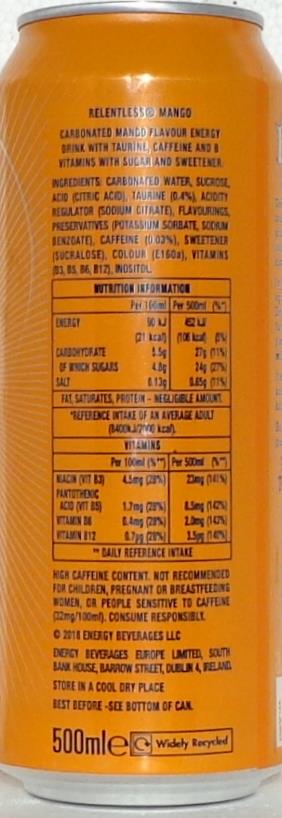 RELENTLESS® MANGO
CARBONATED MANGO FLAVOUR ENERGY
DRINK WITH TAURINE, CAFFEINE AND B
VITAMINS WITH SUGAR AND SWEETENER.
INGREDIENTS: CARBONATED WATER, SUCROSE,
ACID (CITRIC ACID), TAURINE (0.4%), ACIDITY
REGULATOR (SODIUM CITRATE), FLAVOURINGS,
PRESERVATIVES (POTASSIUM SORBATE, SODIUM
BENZOATE), CAFFEINE (0.03%), SWEETENER
(SUCRALOSE), COLOUR (E160a), VITAMINS
(B3, B5, B6, B12), INOSITOL.
NUTRITION INFORMATION
Per 100ml Per 500ml (%*)
ENERGY 90 kJ 452 kJ
(21 kcal) (106 kcal) (5%)
CARBOHYDRATE 5.5g 27g (11%)
OF WHICH SUGARS 4.8g 24g (27%)
SALT 0.13g 0.65g (11%)
FAT, SATURATES, PROTEIN - NEGLIGIBLE AMOUNT.
*REFERENCE INTAKE OF AN AVERAGE ADULT
(8400kJ/2000 kcal).
VITAMINS
Per 100ml (%**) Per 500ml (%**)
NIACIN (VIT B3) 4.5mg (28%) 23mg (141%)
PANTOTHENIC
ACID (VIT B5) 1.7mg (28%) 8.5mg (142%)
VITAMIN B6 0.4mg (28%) 2.0mg (142%)
VITAMIN B12 0.7µg (28%) 3.5µg (140%)
** DAILY REFERENCE INTAKE
HIGH CAFFEINE CONTENT. NOT RECOMMENDED
FOR CHILDREN, PREGNANT OR BREASTFEEDING
WOMEN, OR PEOPLE SENSITIVE TO CAFFEINE
(32mg/100ml). CONSUME RESPONSIBLY.
© 2018 ENERGY BEVERAGES LLC
ENERGY BEVERAGES EUROPE LIMITED, SOUTH
BANK HOUSE, BARROW STREET, DUBLIN 4, IRELAND.
STORE IN A COOL DRY PLACE
BEST BEFORE -SEE BOTTOM OF CAN.
500ml e Widely Recycled